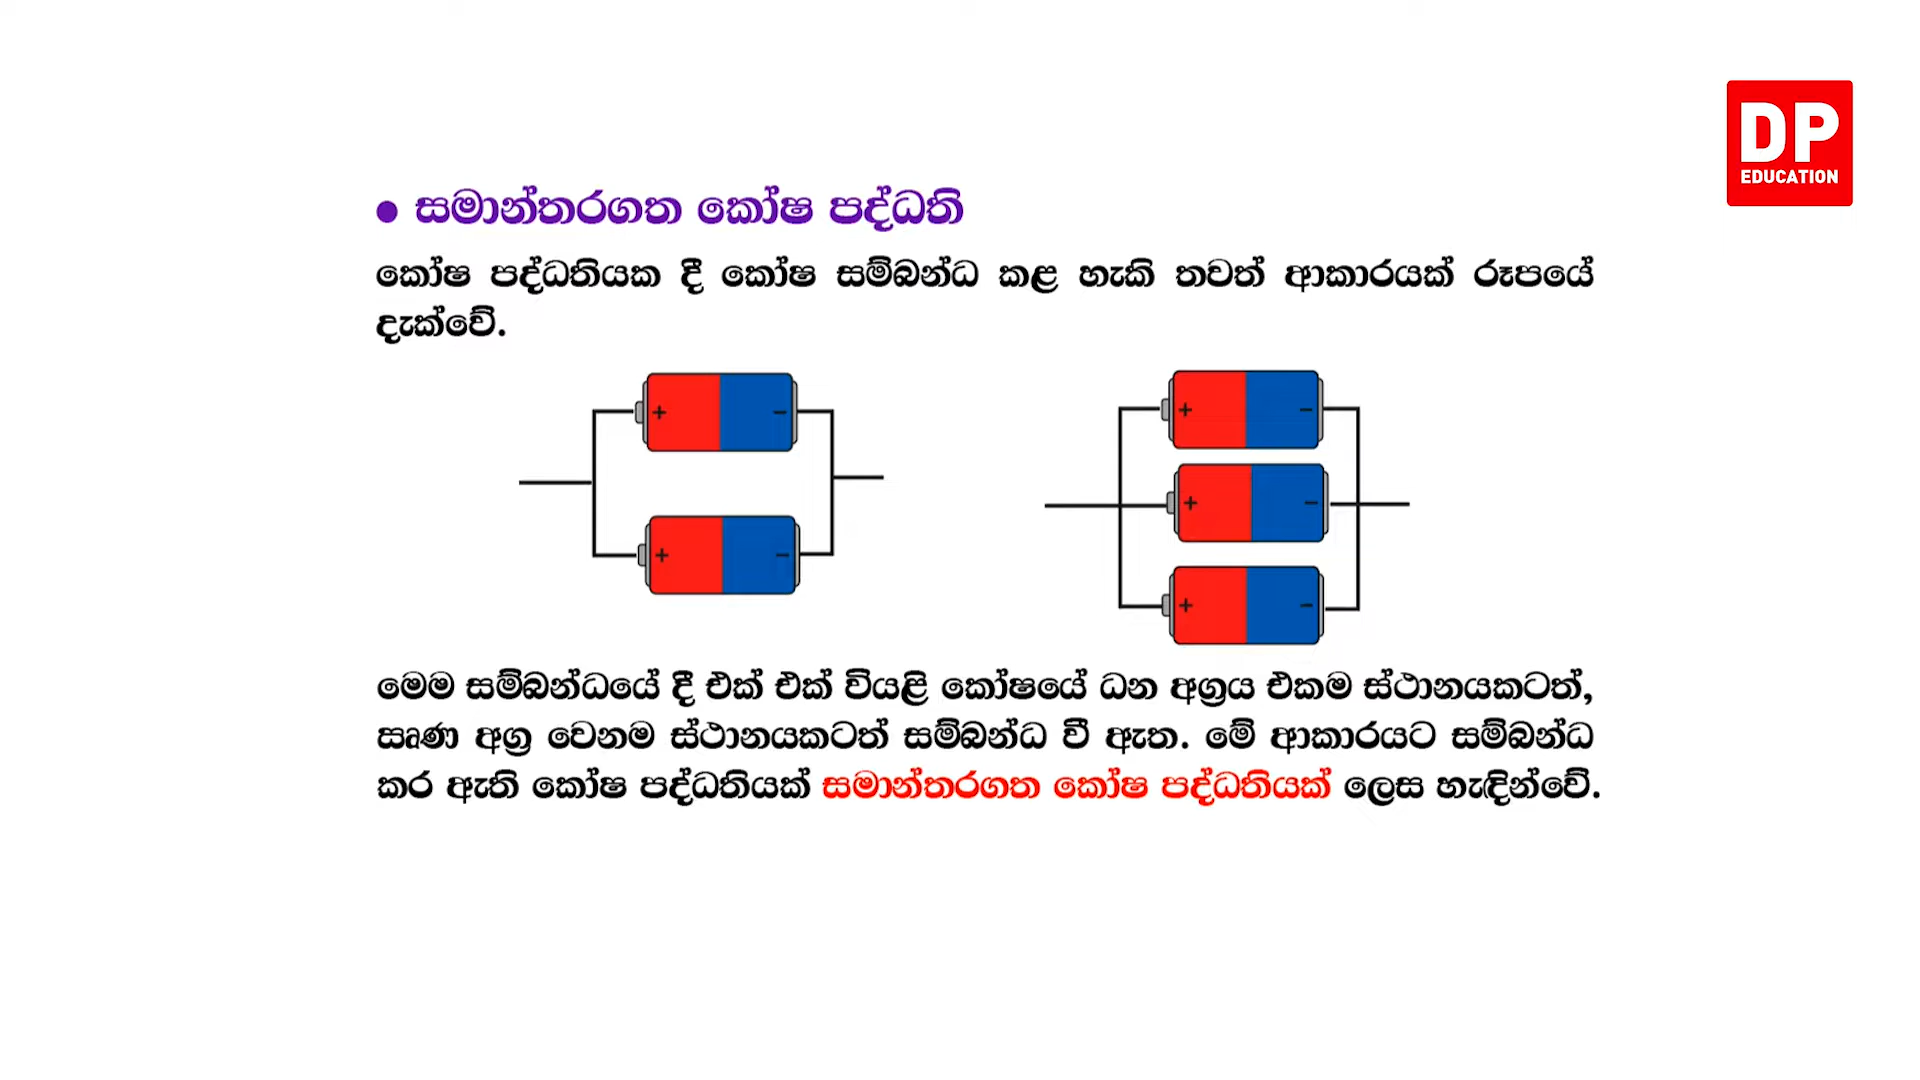 DP
EDUCATION
● සමාන්තරගත කෝෂ පද්ධති
කෝෂ පද්ධතියක දී කෝෂ සම්බන්ධ කළ හැකි තවත් ආකාරයක් රූපයේ
දැක්වේ.
+ − + −
+ −
+ − + −
මෙම සම්බන්ධයේ දී එක් එක් වියළි කෝෂයේ ධන අග්‍රය එකම ස්ථානයකටත්,
ඍණ අග්‍ර වෙනම ස්ථානයකටත් සම්බන්ධ වී ඇත. මේ ආකාරයට සම්බන්ධ
කර ඇති කෝෂ පද්ධතියක් සමාන්තරගත කෝෂ පද්ධතියක් ලෙස හැඳින්වේ.